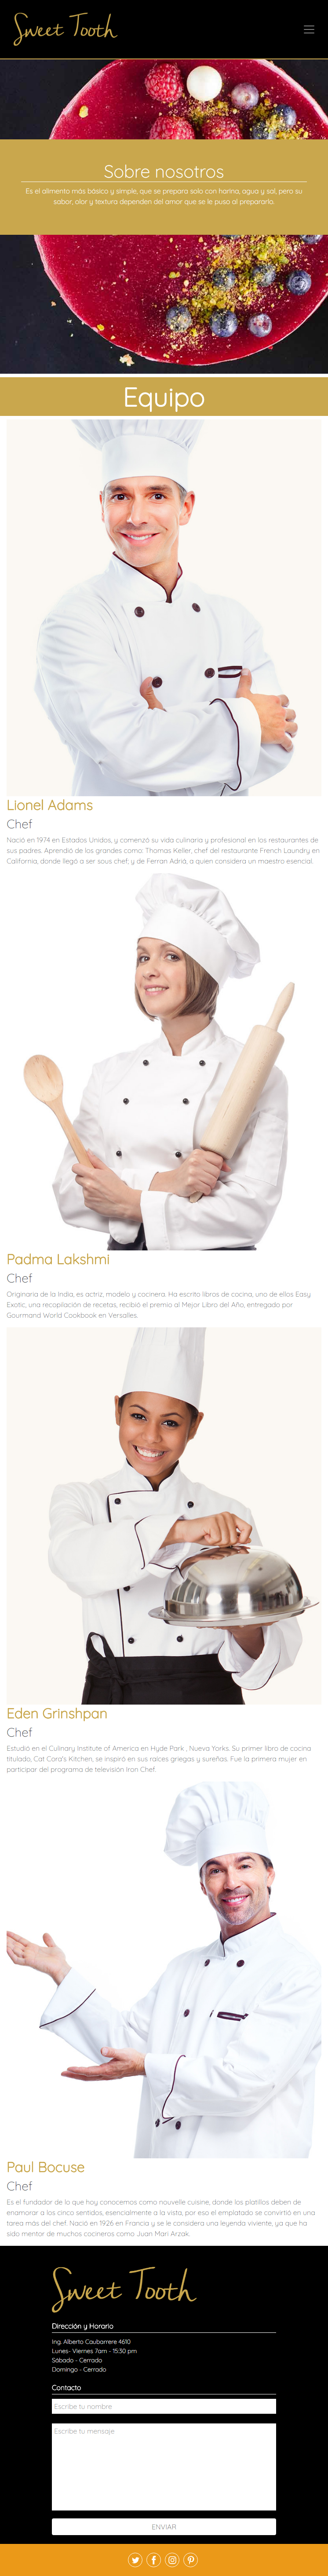 Sweet Tooth
Sobre nosotros
Es el alimento más básico y simple, que se prepara solo con harina, agua y sal, pero su
sabor, olor y textura dependen del amor que se le puso al prepararlo.
Equipo
Lionel Adams
Chef
Nació en 1974 en Estados Unidos, y comenzó su vida culinaria y profesional en los restaurantes de
sus padres. Aprendió de los grandes como: Thomas Keller, chef del restaurante French Laundry en
California, donde llegó a ser sous chef; y de Ferran Adriá, a quien considera un maestro esencial.
Padma Lakshmi
Chef
Originaria de la India, es actriz, modelo y cocinera. Ha escrito libros de cocina, uno de ellos Easy
Exotic, una recopilación de recetas, recibió el premio al Mejor Libro del Año, entregado por
Gourmand World Cookbook en Versalles.
Eden Grinshpan
Chef
Estudió en el Culinary Institute of America en Hyde Park , Nueva Yorks. Su primer libro de cocina
titulado, Cat Cora's Kitchen, se inspiró en sus raíces griegas y sureñas. Fue la primera mujer en
participar del programa de televisión Iron Chef.
Paul Bocuse
Chef
Es el fundador de lo que hoy conocemos como nouvelle cuisine, donde los platillos deben de
enamorar a los cinco sentidos, esencialmente a la vista, por eso el emplatado se convirtió en una
tarea más del chef. Nació en 1926 en Francia y se le considera una leyenda viviente, ya que ha
sido mentor de muchos cocineros como Juan Mari Arzak.
Sweet Tooth
Dirección y Horario
Ing. Alberto Caubarrere 4610
Lunes- Viernes 7am - 15:30 pm
Sábado - Cerrado
Domingo - Cerrado
Contacto
Escribe tu nombre
Escribe tu mensaje
ENVIAR